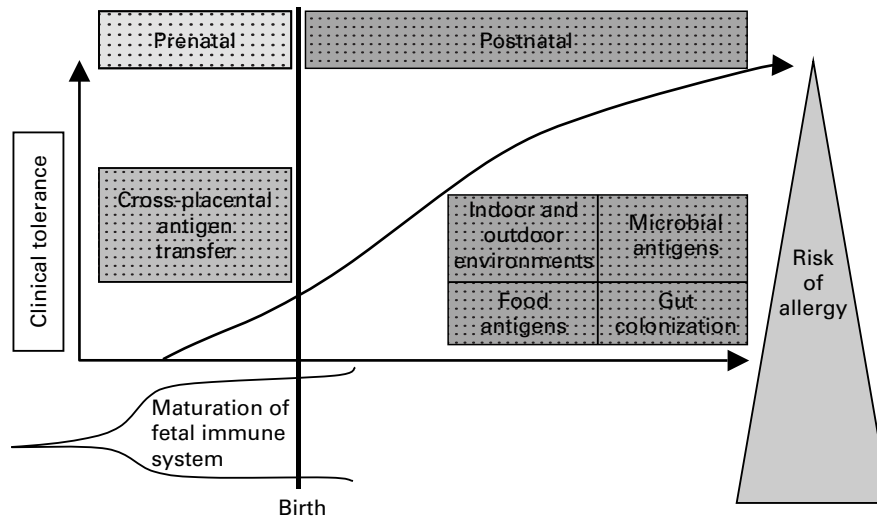 Prenatal
Postnatal
Clinical tolerance
Cross-placental
antigen
transfer
Indoor and
outdoor
environments
Microbial
antigens
Food
antigens
Gut
colonization
Risk
of
allergy
Maturation of
fetal immune
system
Birth